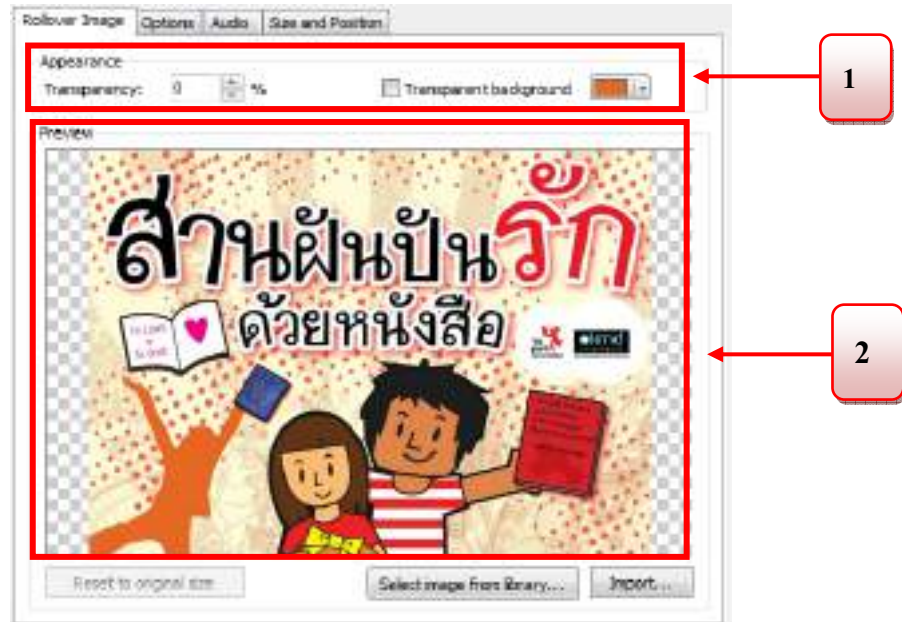 Rollover Image Options Audio Size and Position
Appearance
Transparency: 0 % Transparent background
1
Preview
สานฝันปันรัก
ด้วยหนังสือ
2
Reset to original size Select image from library... Import...